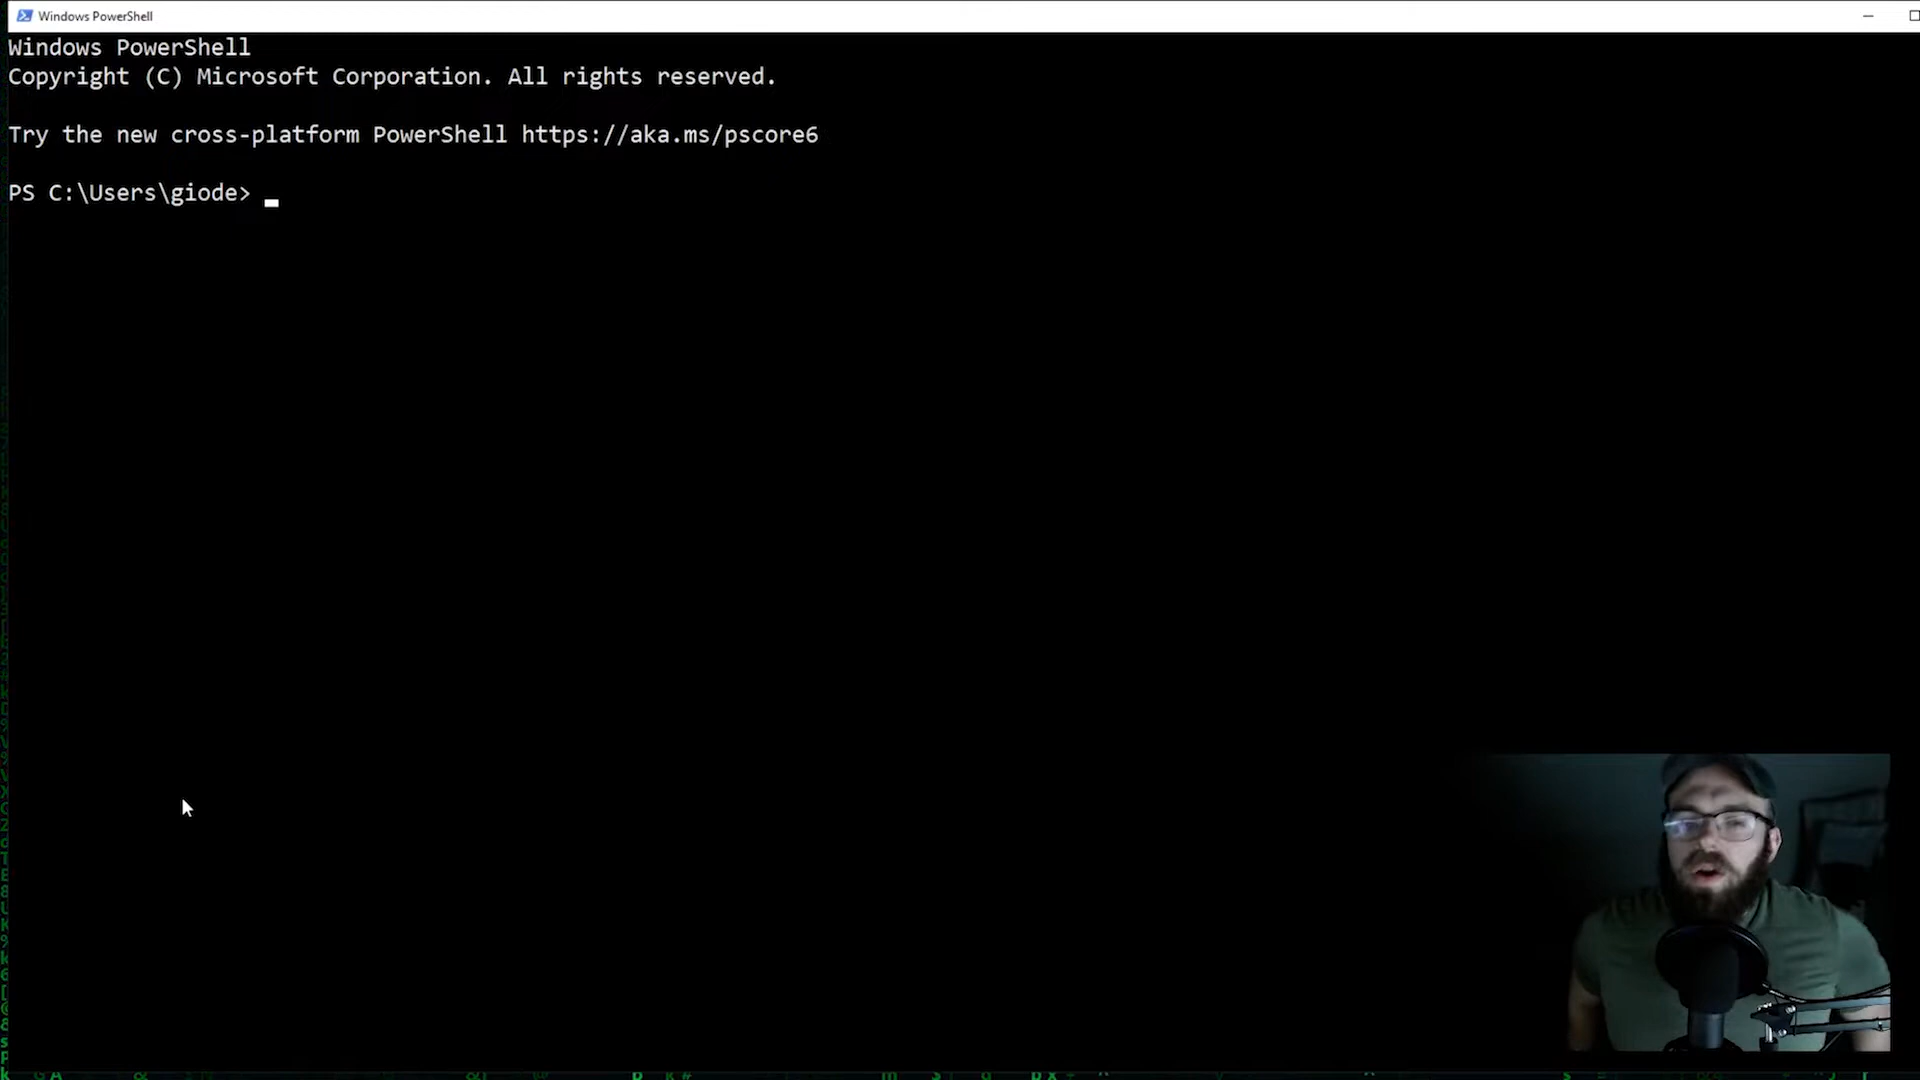 Windows PowerShell
Windows PowerShell
Copyright (C) Microsoft Corporation. All rights reserved.
Try the new cross-platform PowerShell https://aka.ms/pscore6
PS C:\Users\giode>